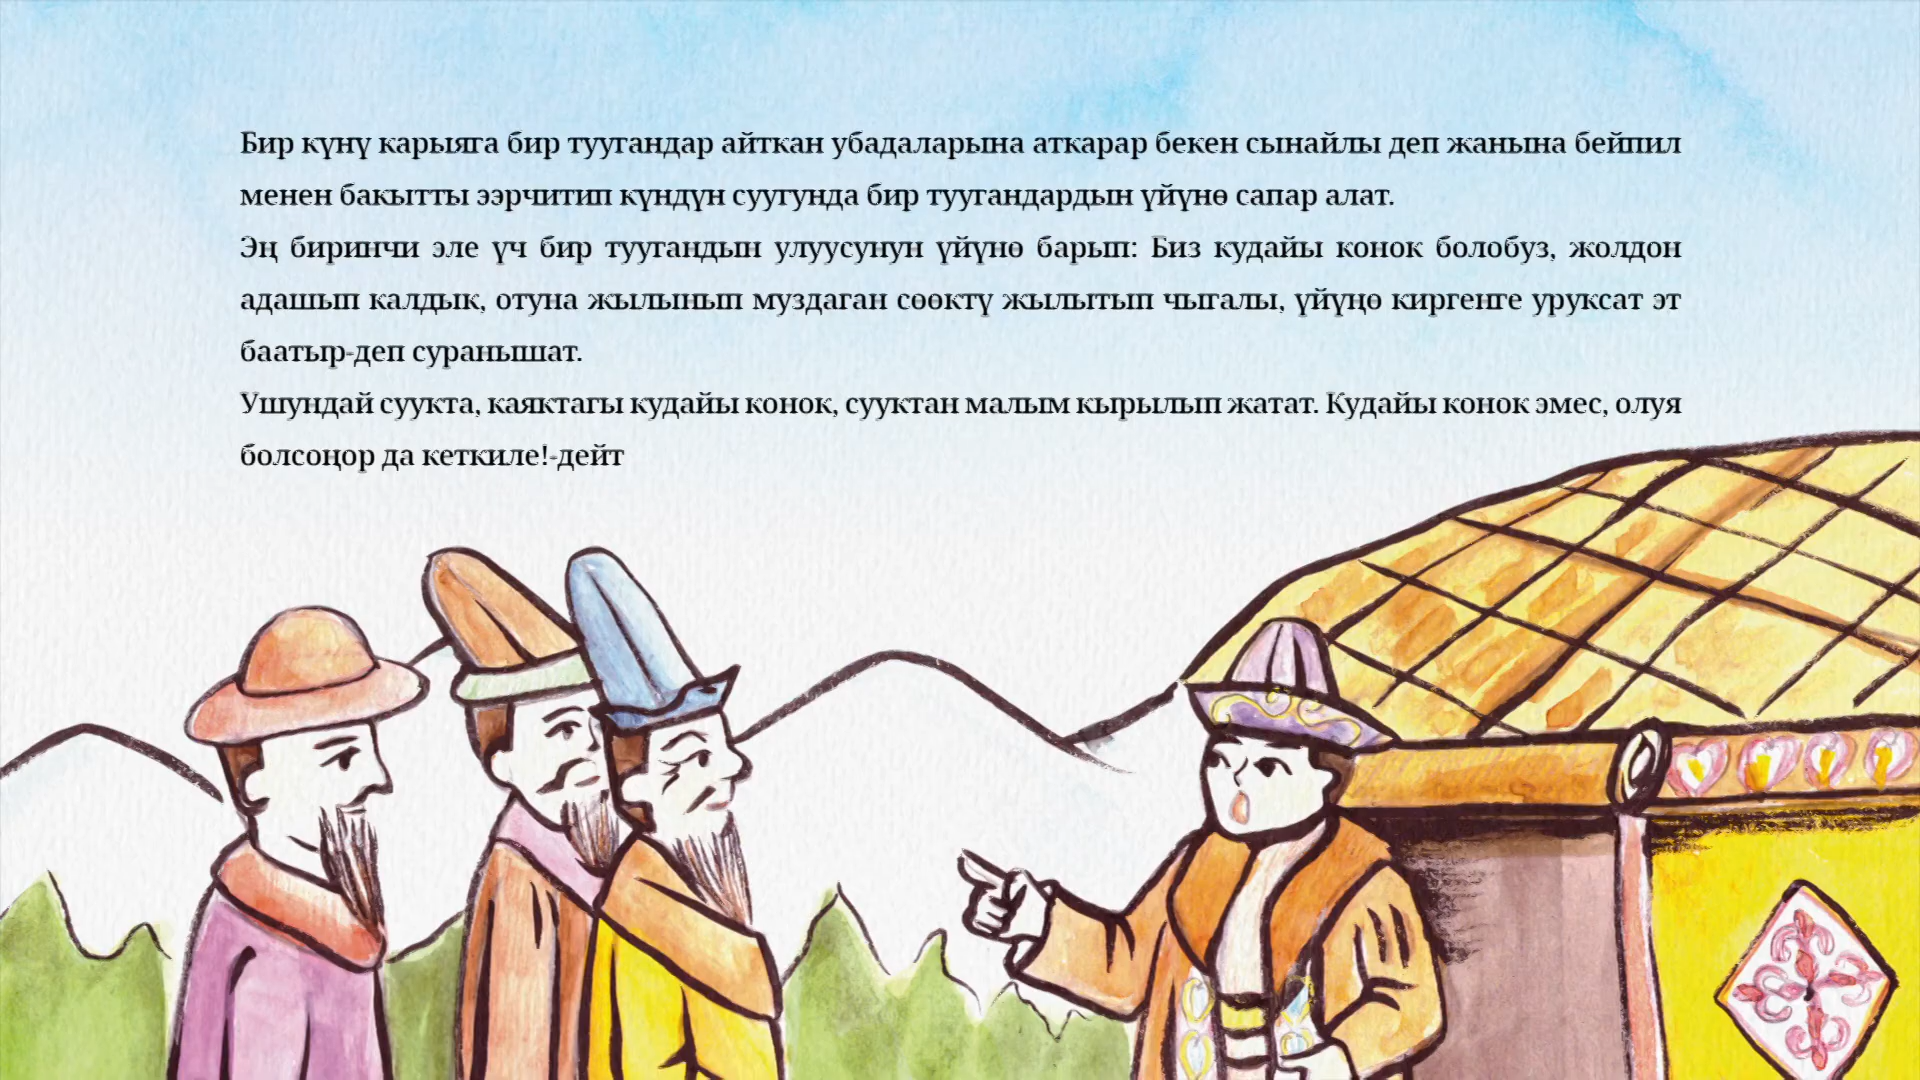 Бир күнү карыяга бир туугандар айткан убадаларына аткарар бекен сынайлы деп жанына бейпил
менен бакытты ээрчитип күндүн суугунда бир туугандардын үйүнө сапар алат.
Эң биринчи эле үч бир туугандын улуусунун үйүнө барып: Биз кудайы конок болобуз, жолдон
адашып калдык, отуна жылынып муздаган сөөктү жылытып чыгалы, үйүңө киргенге уруксат эт
баатыр-деп суранышат.
Ушундай суукта, каяктагы кудайы конок, сууктан малым кырылып жатат. Кудайы конок эмес, олуя
болсоңор да кеткиле!-дейт